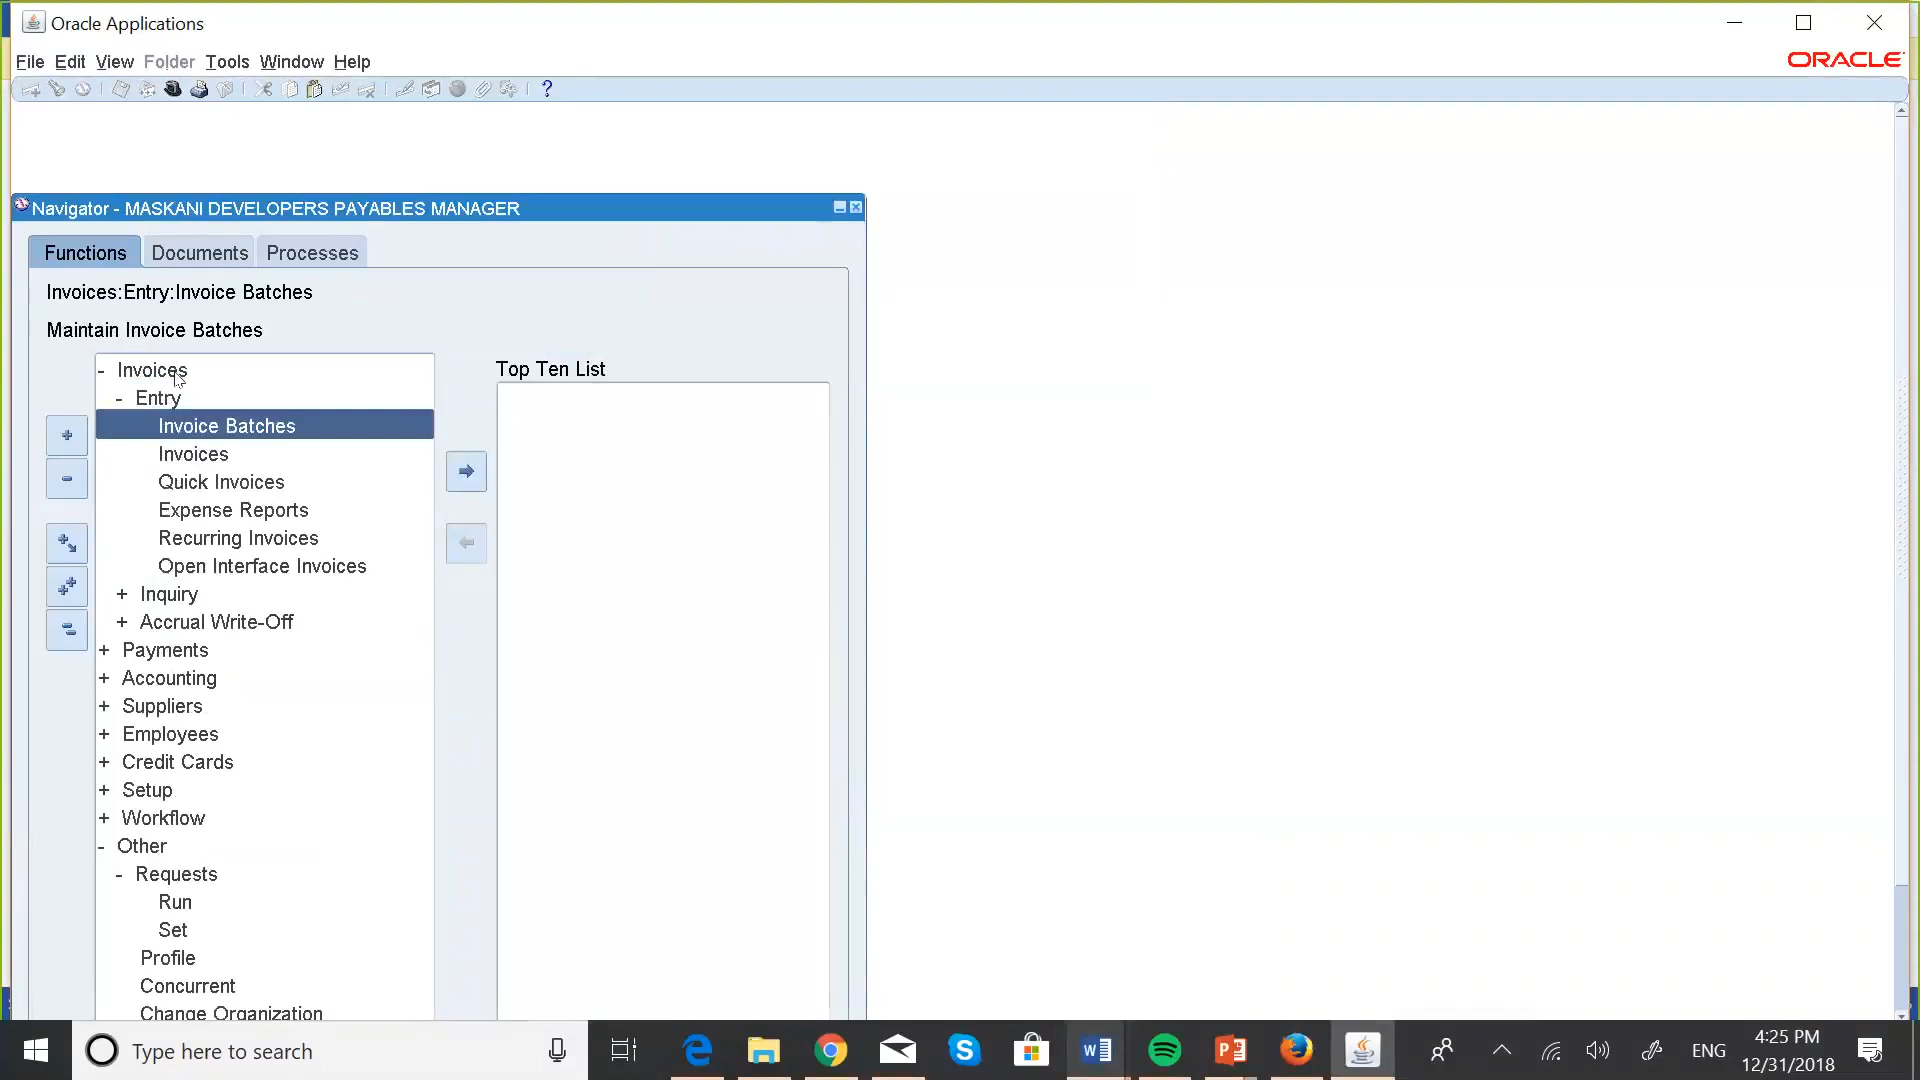 Oracle Applications
File Edit View Folder Tools Window Help
ORACLE
?
Navigator - MASKANI DEVELOPERS PAYABLES MANAGER
Functions Documents Processes
Invoices:Entry:Invoice Batches
Maintain Invoice Batches
- Invoices
- Entry
Invoice Batches
Invoices
Quick Invoices
Expense Reports
Recurring Invoices
Open Interface Invoices
+ Inquiry
+ Accrual Write-Off
+ Payments
+ Accounting
+ Suppliers
+ Employees
+ Credit Cards
+ Setup
+ Workflow
- Other
- Requests
Run
Set
Profile
Concurrent
Change Organization
Top Ten List
Type here to search
ENG
4:25 PM
12/31/2018